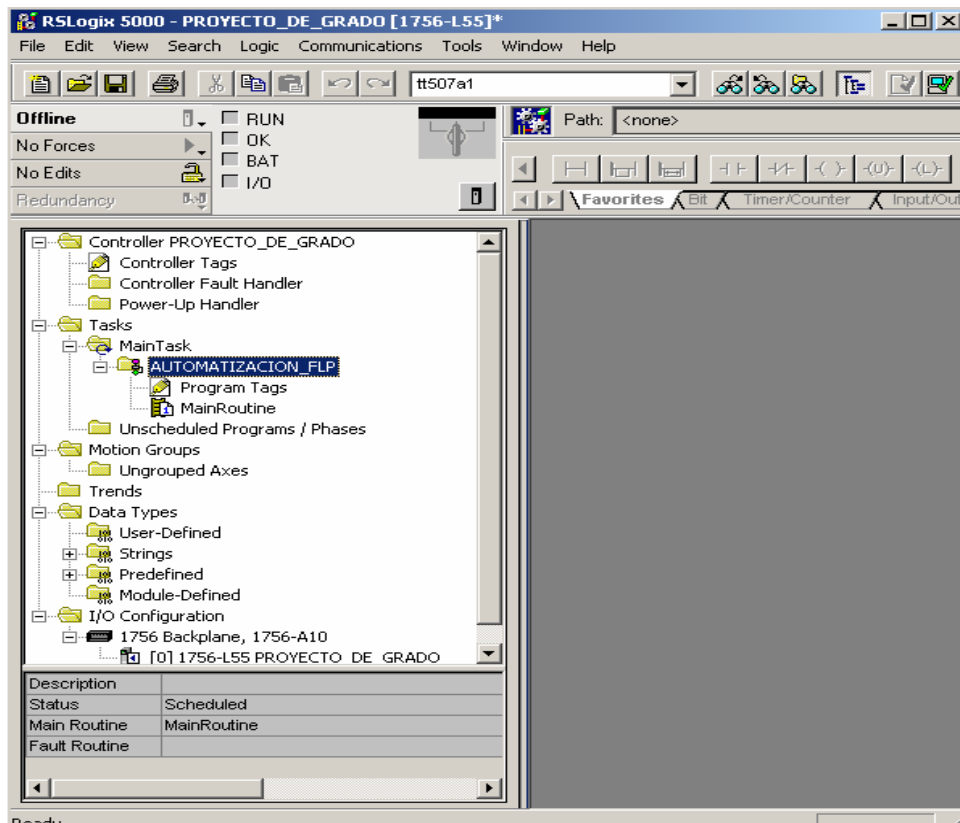 RSLogix 5000 - PROYECTO_DE_GRADO [1756-L55]*
File Edit View Search Logic Communications Tools Window Help
tt507a1
Offline
RUN
No Forces
OK
No Edits
BAT
Redundancy
I/O
Path: <none>
Favorites Bit Timer/Counter Input/Out
Controller PROYECTO_DE_GRADO
Controller Tags
Controller Fault Handler
Power-Up Handler
Tasks
MainTask
AUTOMATIZACION_FLP
Program Tags
MainRoutine
Unscheduled Programs / Phases
Motion Groups
Ungrouped Axes
Trends
Data Types
User-Defined
Strings
Predefined
Module-Defined
I/O Configuration
1756 Backplane, 1756-A10
[0] 1756-L55 PROYECTO_DE_GRADO
Description
Status Scheduled
Main Routine MainRoutine
Fault Routine
Ready